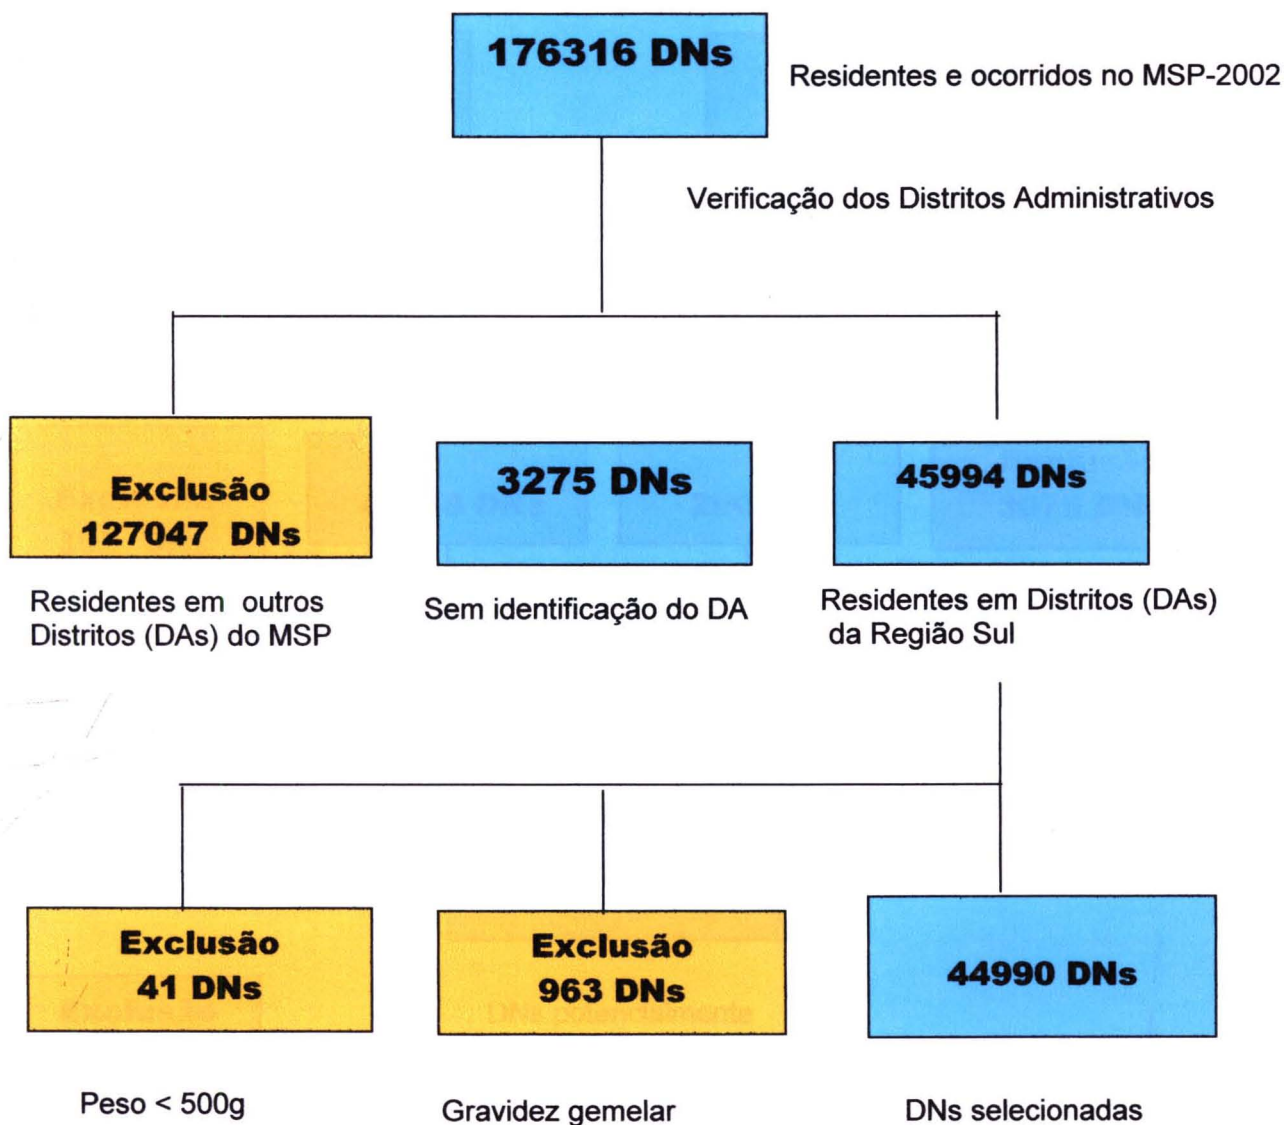 176316 DNs
Residentes e ocorridos no MSP-2002
Verificação dos Distritos Administrativos
Exclusão
127047 DNs
Residentes em outros
Distritos (DAs) do MSP
3275 DNs
Sem identificação do DA
45994 DNs
Residentes em Distritos (DAs)
da Região Sul
Exclusão
41 DNs
Peso < 500g
Exclusão
963 DNs
Gravidez gemelar
44990 DNs
DNs selecionadas